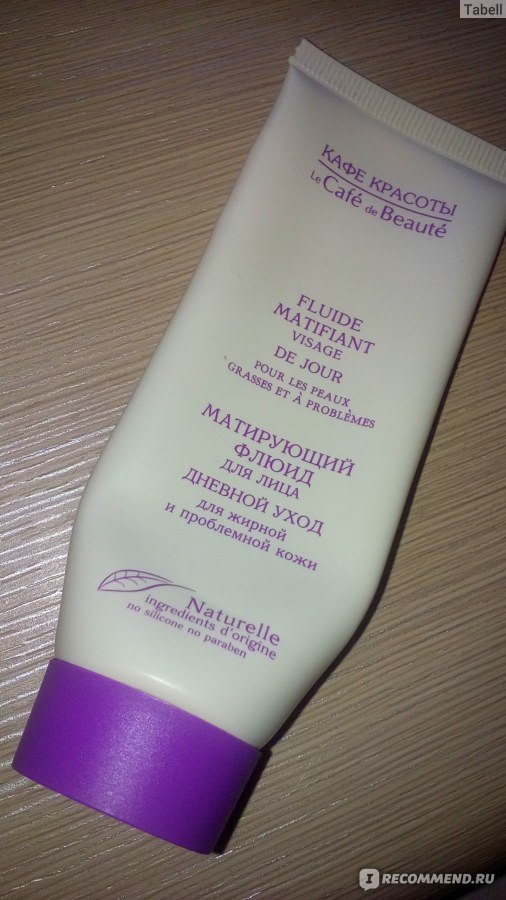 Tabell
КАФЕ КРАСОТЫ
Le Café de Beauté
FLUIDE
MATIFIANT
VISAGE
DE JOUR
POUR LES PEAUX
GRASSES ET À PROBLÈMES
МАТИРУЮЩИЙ
ФЛЮИД
ДЛЯ ЛИЦА
ДНЕВНОЙ УХОД
для жирной
и проблемной кожи
Naturelle
ingredients d'origine
no silicone no paraben
IRECOMMEND.RU